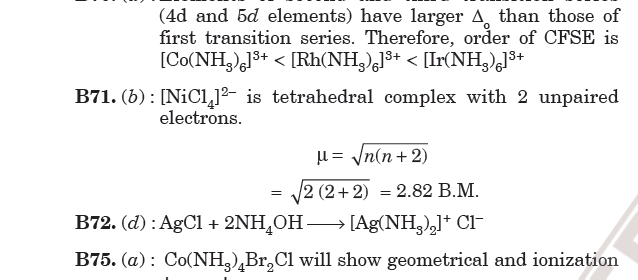 (4d and 5d elements) have larger Δₒ than those of
first transition series. Therefore, order of CFSE is
[Co(NH₃)₆]³⁺ < [Rh(NH₃)₆]³⁺ < [Ir(NH₃)₆]³⁺
B71. (b) : [NiCl₄]²⁻ is tetrahedral complex with 2 unpaired
electrons.
μ = √n(n + 2)
= √2 (2 + 2) = 2.82 B.M.
B72. (d) : AgCl + 2NH₄OH ⟶ [Ag(NH₃)₂]⁺ Cl⁻
B75. (a) : Co(NH₃)₄Br₂Cl will show geometrical and ionization